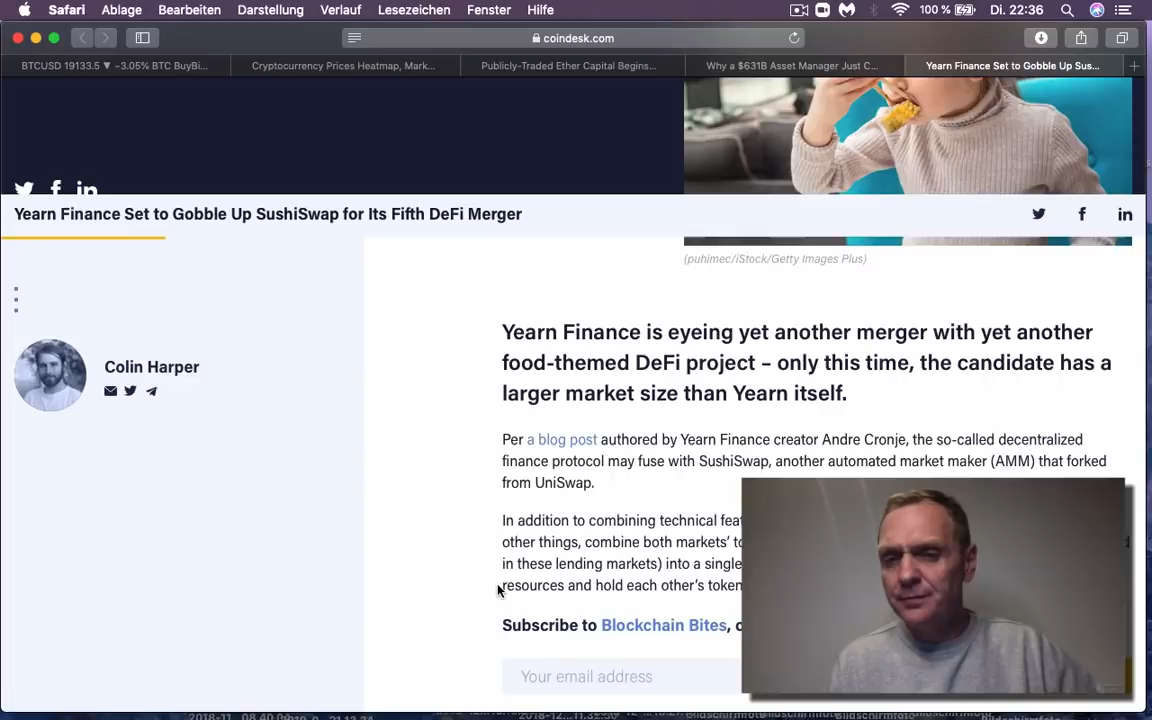 Safari Ablage Bearbeiten Darstellung Verlauf Lesezeichen Fenster Hilfe 100 % Di. 22:36
coindesk.com
BTCUSD 19133.5 ▼ −3.05% BTC BuyBi... Cryptocurrency Prices Heatmap, Mark... Publicly-Traded Ether Capital Begins... Why a $631B Asset Manager Just C... Yearn Finance Set to Gobble Up Sus...
Yearn Finance Set to Gobble Up SushiSwap for Its Fifth DeFi Merger
(puhimec/iStock/Getty Images Plus)
Colin Harper
Yearn Finance is eyeing yet another merger with yet another
food-themed DeFi project – only this time, the candidate has a
larger market size than Yearn itself.
Per a blog post authored by Yearn Finance creator Andre Cronje, the so-called decentralized
finance protocol may fuse with SushiSwap, another automated market maker (AMM) that forked
from UniSwap.
In addition to combining technical
other things, combine both markets’
in these lending markets) into a single
resources and hold each other’s
Subscribe to Blockchain Bites,
Your email address